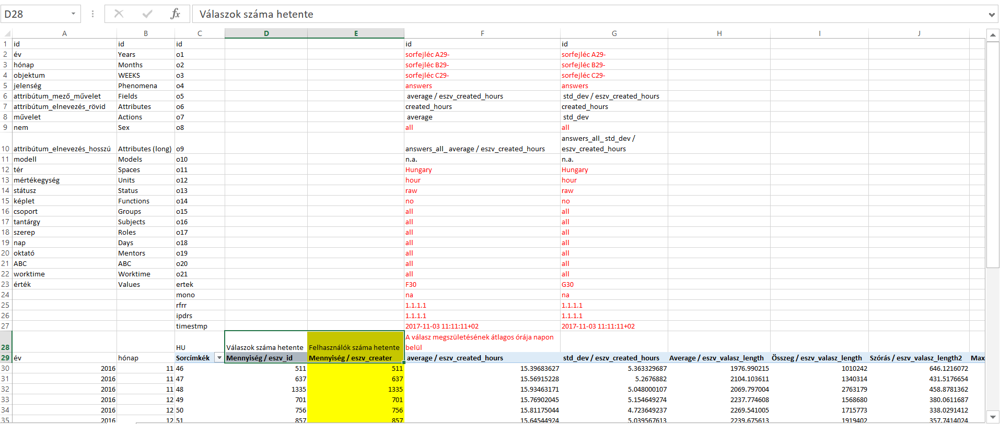 D28 fx Válaszok száma hetente
A B C D E F G H I J
1 id id id id id
2 év Years o1 sorfejléc A29- sorfejléc A29-
3 hónap Months o2 sorfejléc B29- sorfejléc B29-
4 objektum WEEKS o3 sorfejléc C29- sorfejléc C29-
5 jelenség Phenomena o4 answers answers
6 attribútum_mező_művelet Fields o5 average / eszv_created_hours std_dev / eszv_created_hours
7 attribútum_elnevezés_rövid Attributes o6 created_hours created_hours
8 művelet Actions o7 average std_dev
9 nem Sex o8 all all
answers_all_ std_dev /
10 attribútum_elnevezés_hosszú Attributes (long) o9 answers_all_ average / eszv_created_hours eszv_created_hours
11 modell Models o10 n.a. n.a.
12 tér Spaces o11 Hungary Hungary
13 mértékegység Units o12 hour hour
14 státusz Status o13 raw raw
15 képlet Functions o14 no no
16 csoport Groups o15 all all
17 tantárgy Subjects o16 all all
18 szerep Roles o17 all all
19 nap Days o18 all all
20 oktató Mentors o19 all all
21 ABC ABC o20 all all
22 worktime Worktime o21 all all
23 érték Values ertek F30 G30
24 mono na na
25 rfrr 1.1.1.1 1.1.1.1
26 ipdrs 1.1.1.1 1.1.1.1
27 timestmp 2017-11-03 11:11:11+02 2017-11-03 11:11:11+02
A válasz megszületésének átlagos órája napon
28 HU Válaszok száma hetente Felhasználók száma hetente belül
29 év hónap Sorcímkék Mennyiség / eszv_id Mennyiség / eszv_creater average / eszv_created_hours std_dev / eszv_created_hours Average / eszv_valasz_length Összeg / eszv_valasz_length Szórás / eszv_valasz_length2 Max
30 2016 11 46 511 511 15.39683627 5.363329687 1976.990215 1010242 646.1216072
31 2016 11 47 637 637 15.56915228 5.2676882 2104.103611 1340314 431.5176654
32 2016 11 48 1335 1335 15.93463171 5.048000107 2069.797004 2763179 458.8781362
33 2016 12 49 701 701 15.76902045 5.154649274 2237.774608 1568680 380.0611687
34 2016 12 50 756 756 15.81175044 4.723649237 2269.541005 1715773 338.0291412
35 2016 12 51 857 857 15.64544924 5.039567613 2239.675613 1919402 357.7414024